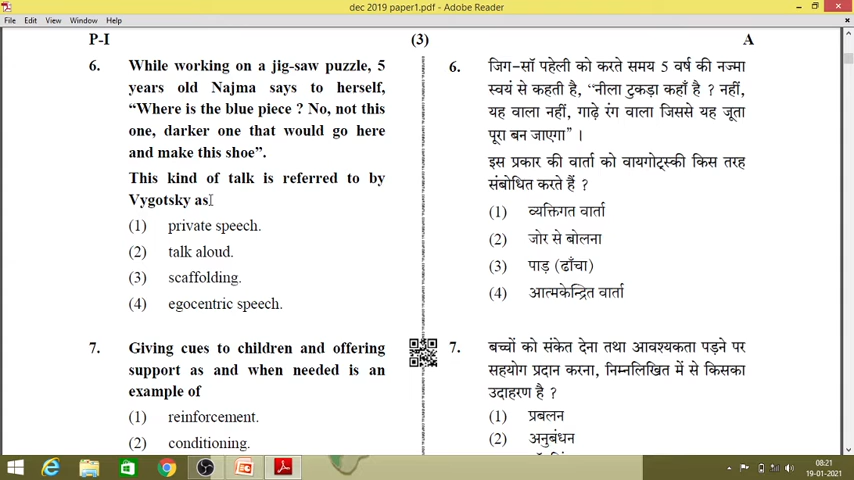 dec 2019 paper1.pdf - Adobe Reader
File Edit View Window Help
P-I
(3)
A
6. While working on a jig-saw puzzle, 5
years old Najma says to herself,
“Where is the blue piece ? No, not this
one, darker one that would go here
and make this shoe”.
This kind of talk is referred to by
Vygotsky as
(1) private speech.
(2) talk aloud.
(3) scaffolding.
(4) egocentric speech.
7. Giving cues to children and offering
support as and when needed is an
example of
(1) reinforcement.
(2) conditioning.
6. जिग-सॉ पहेली को करते समय 5 वर्ष की नज्मा
स्वयं से कहती है, “नीला टुकड़ा कहाँ है ? नहीं,
यह वाला नहीं, गाढ़े रंग वाला जिससे यह जूता
पूरा बन जाएगा” ।
इस प्रकार की वार्ता को वायगोट्स्की किस तरह
संबोधित करते हैं ?
(1) व्यक्तिगत वार्ता
(2) जोर से बोलना
(3) पाड़ (ढाँचा)
(4) आत्मकेन्द्रित वार्ता
7. बच्चों को संकेत देना तथा आवश्यकता पड़ने पर
सहयोग प्रदान करना, निम्नलिखित में से किसका
उदाहरण है ?
(1) प्रबलन
(2) अनुबंधन
08:21
19-01-2021